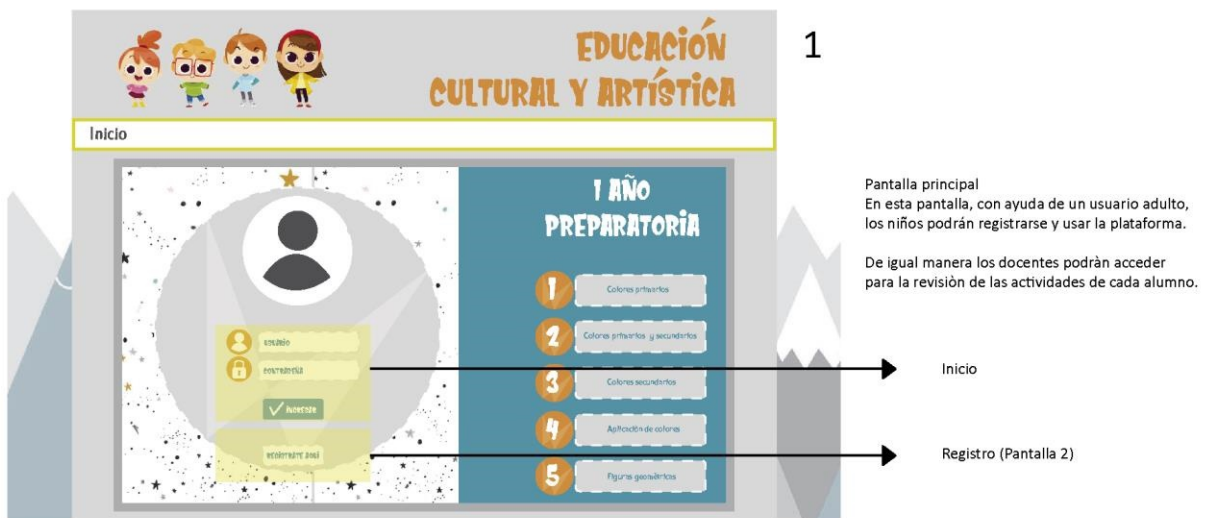 EDUCACIÓN
CULTURAL Y ARTÍSTICA
1
Inicio
1 AÑO
PREPARATORIA
1
Colores primarios
2
Colores primarios y secundarios
3
Colores secundarios
4
Aplicación de colores
5
Figuras geométricas
USUARIO
CONTRASEÑA
INGRESAR
REGÍSTRATE AQUÍ
Pantalla principal
En esta pantalla, con ayuda de un usuario adulto,
los niños podrán registrarse y usar la plataforma.
De igual manera los docentes podràn acceder
para la revisiòn de las actividades de cada alumno.
Inicio
Registro (Pantalla 2)